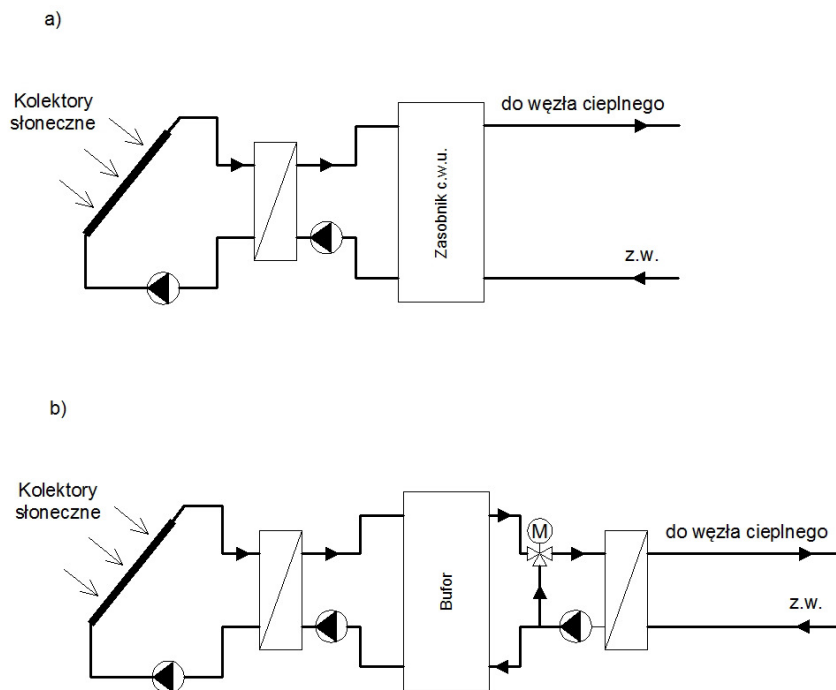 a)
Kolektory
słoneczne
do węzła cieplnego
Zasobnik c.w.u.
z.w.
b)
Kolektory
słoneczne
M
do węzła cieplnego
Bufor
z.w.